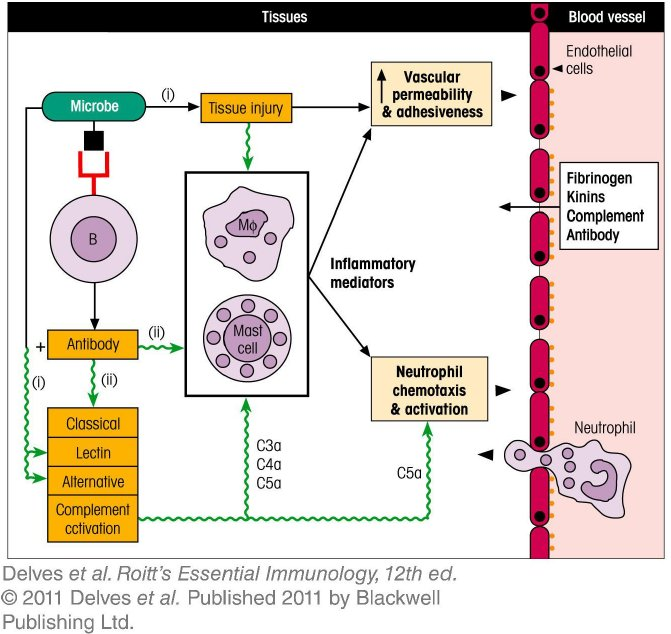 Tissues
Blood vessel
Endothelial
cells
Microbe
(i)
Tissue injury
Vascular
permeability
& adhesiveness
Fibrinogen
Kinins
Complement
Antibody
B
Mϕ
Inflammatory
mediators
Mast
cell
+
Antibody
(ii)
(i)
(ii)
Neutrophil
chemotaxis
& activation
Classical
Lectin
Alternative
Complement
cctivation
C3a
C4a
C5a
C5a
Neutrophil
Delves et al. Roitt's Essential Immunology, 12th ed.
© 2011 Delves et al. Published 2011 by Blackwell
Publishing Ltd.